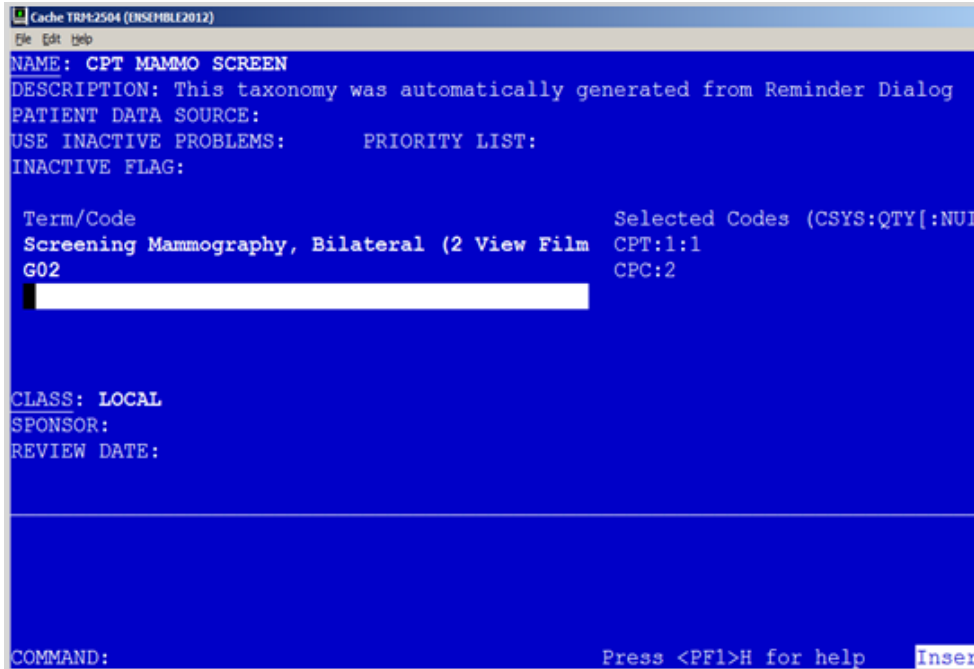 Cache TRM:2504 (ENSEMBLE2012)
File Edit Help
NAME: CPT MAMMO SCREEN
DESCRIPTION: This taxonomy was automatically generated from Reminder Dialog
PATIENT DATA SOURCE:
USE INACTIVE PROBLEMS: PRIORITY LIST:
INACTIVE FLAG:
Term/Code Selected Codes (CSYS:QTY[:NUI
Screening Mammography, Bilateral (2 View Film CPT:1:1
G02 CPC:2
CLASS: LOCAL
SPONSOR:
REVIEW DATE:
COMMAND: Press <PF1>H for help Inser